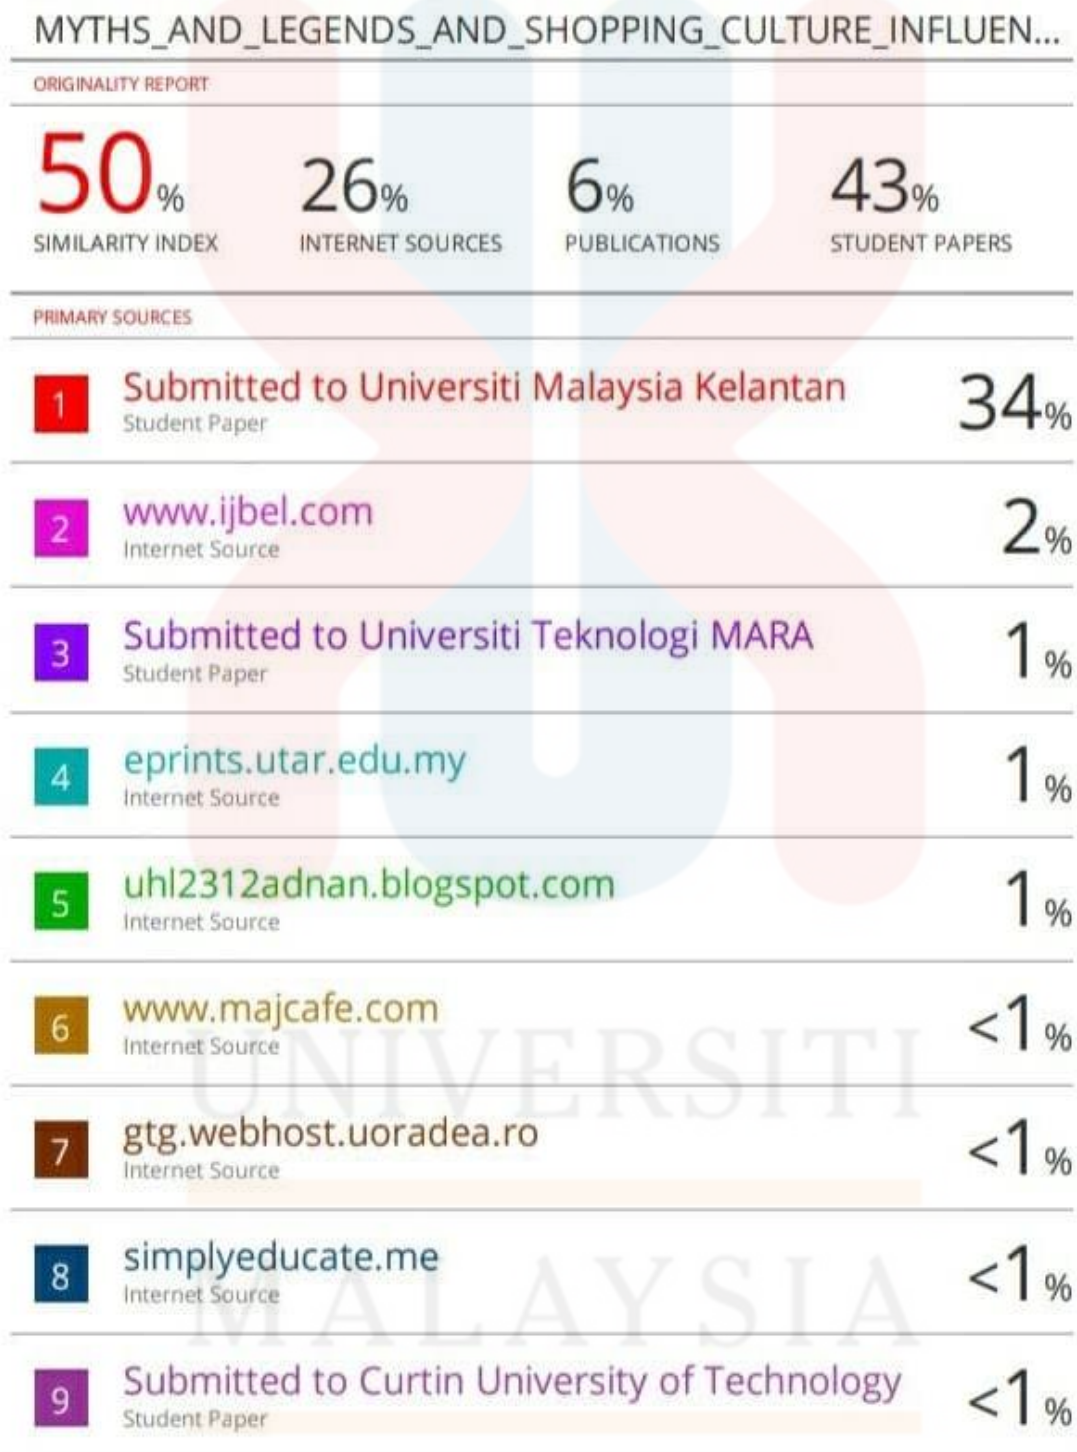 MYTHS_AND_LEGENDS_AND_SHOPPING_CULTURE_INFLUEN...
ORIGINALITY REPORT
50% 26% 6% 43%
SIMILARITY INDEX INTERNET SOURCES PUBLICATIONS STUDENT PAPERS
PRIMARY SOURCES
1 Submitted to Universiti Malaysia Kelantan 34%
Student Paper
2 www.ijbel.com 2%
Internet Source
3 Submitted to Universiti Teknologi MARA 1%
Student Paper
4 eprints.utar.edu.my 1%
Internet Source
5 uhl2312adnan.blogspot.com 1%
Internet Source
6 www.majcafe.com <1%
Internet Source
UNIVERSITI
7 gtg.webhost.uoradea.ro <1%
Internet Source
8 simplyeducate.me <1%
Internet Source
MALAYSIA
9 Submitted to Curtin University of Technology <1%
Student Paper